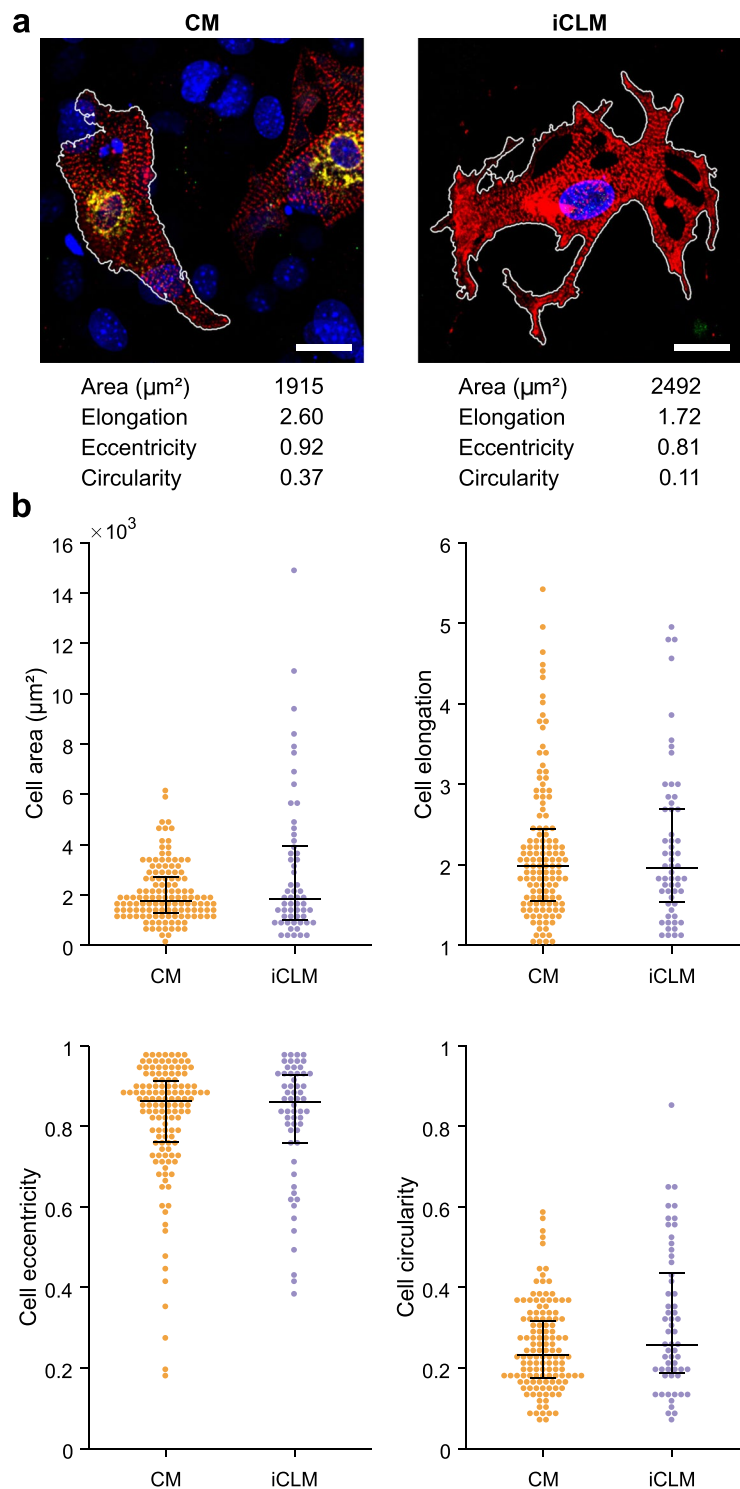 a
CM
iCLM
Area (µm²) 1915
Elongation 2.60
Eccentricity 0.92
Circularity 0.37
Area (µm²) 2492
Elongation 1.72
Eccentricity 0.81
Circularity 0.11
b
×10³
16
14
12
10
8
6
4
2
0
Cell area (µm²)
CM iCLM
6
5
4
3
2
1
Cell elongation
CM iCLM
1
0.8
0.6
0.4
0.2
0
Cell eccentricity
CM iCLM
1
0.8
0.6
0.4
0.2
0
Cell circularity
CM iCLM